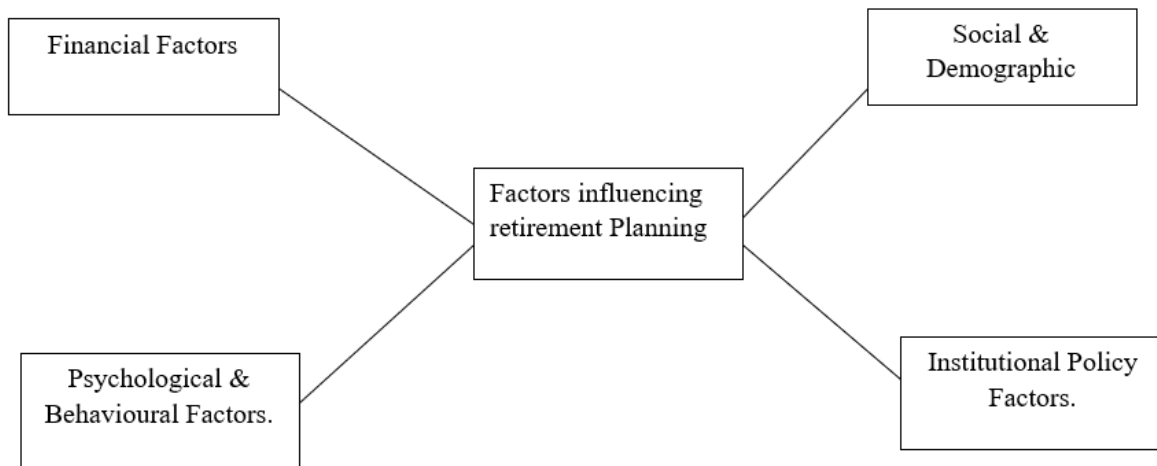 Financial Factors
Social &
Demographic
Factors influencing
retirement Planning
Psychological &
Behavioural Factors.
Institutional Policy
Factors.